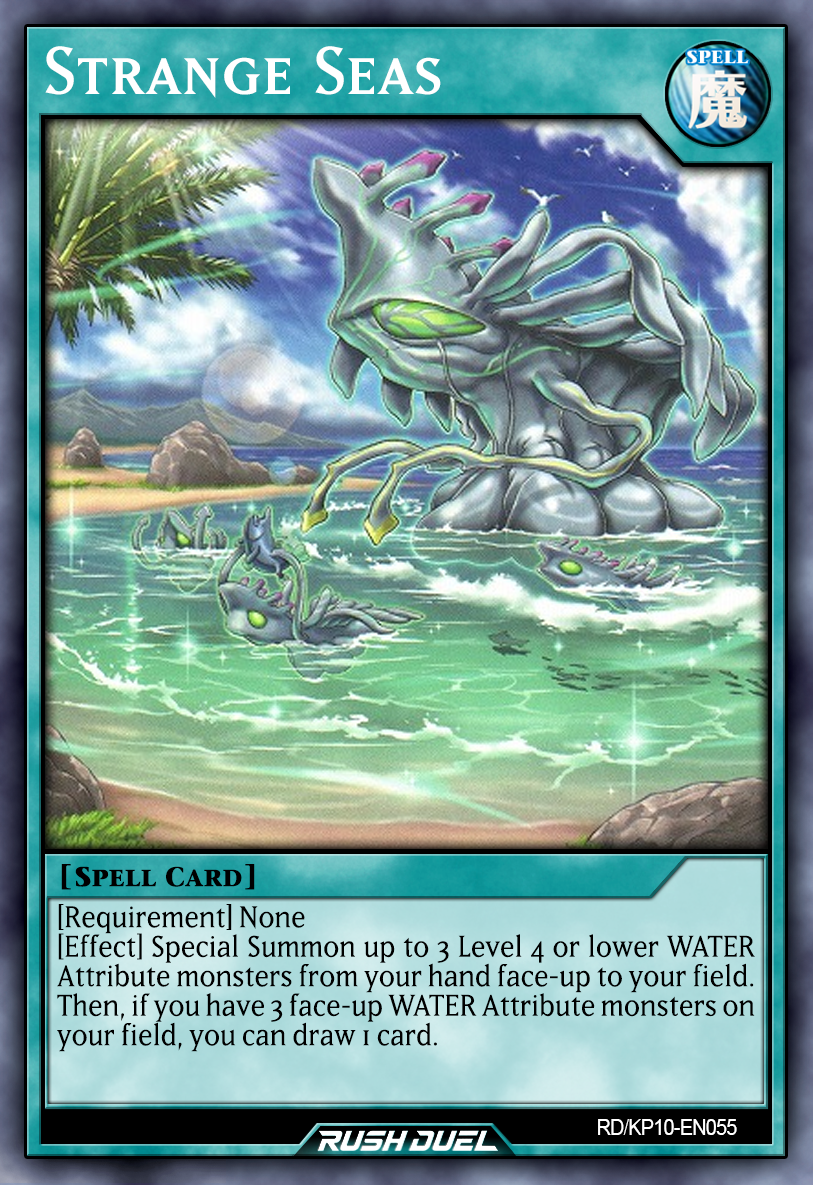 Strange Seas
SPELL
魔
[Spell Card]
[Requirement] None
[Effect] Special Summon up to 3 Level 4 or lower WATER
Attribute monsters from your hand face-up to your field.
Then, if you have 3 face-up WATER Attribute monsters on
your field, you can draw 1 card.
RUSH DUEL
RD/KP10-EN055